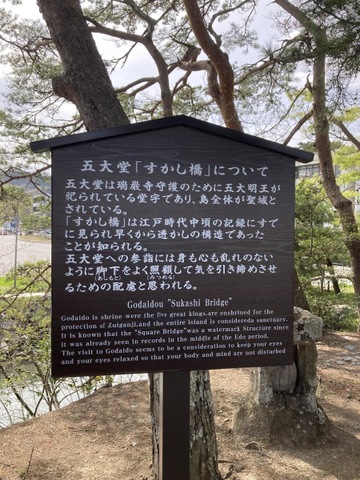 五大堂「すかし橋」について
五大堂は瑞巌寺守護のために五大明王が
祀られている堂宇であり、島全体が聖域と
されている。
「すかし橋」は江戸時代中頃の記録にすで
に見られ早くから透かしの構造であった
ことが知られる。
五大堂への参詣には身も心も乱れのない
ように脚下をよく照顧して気を引き締めさせ
(あしもと) (みつめる)
るための配慮と思われる。
Godaidou "Sukashi Bridge"
Godaido is shrine were the five great kings,are enshrined for the
protection of Zuiganji,and the entire island is considereda sanctuary.
It is known that the "Square Bridge"was a watermark Structure since
it was already seen in records in the middle of the Edo period.
The visit to Godaido seems to be a consideration to keep your eyes
and your eyes relaxed so that your body and mind are not disturbed